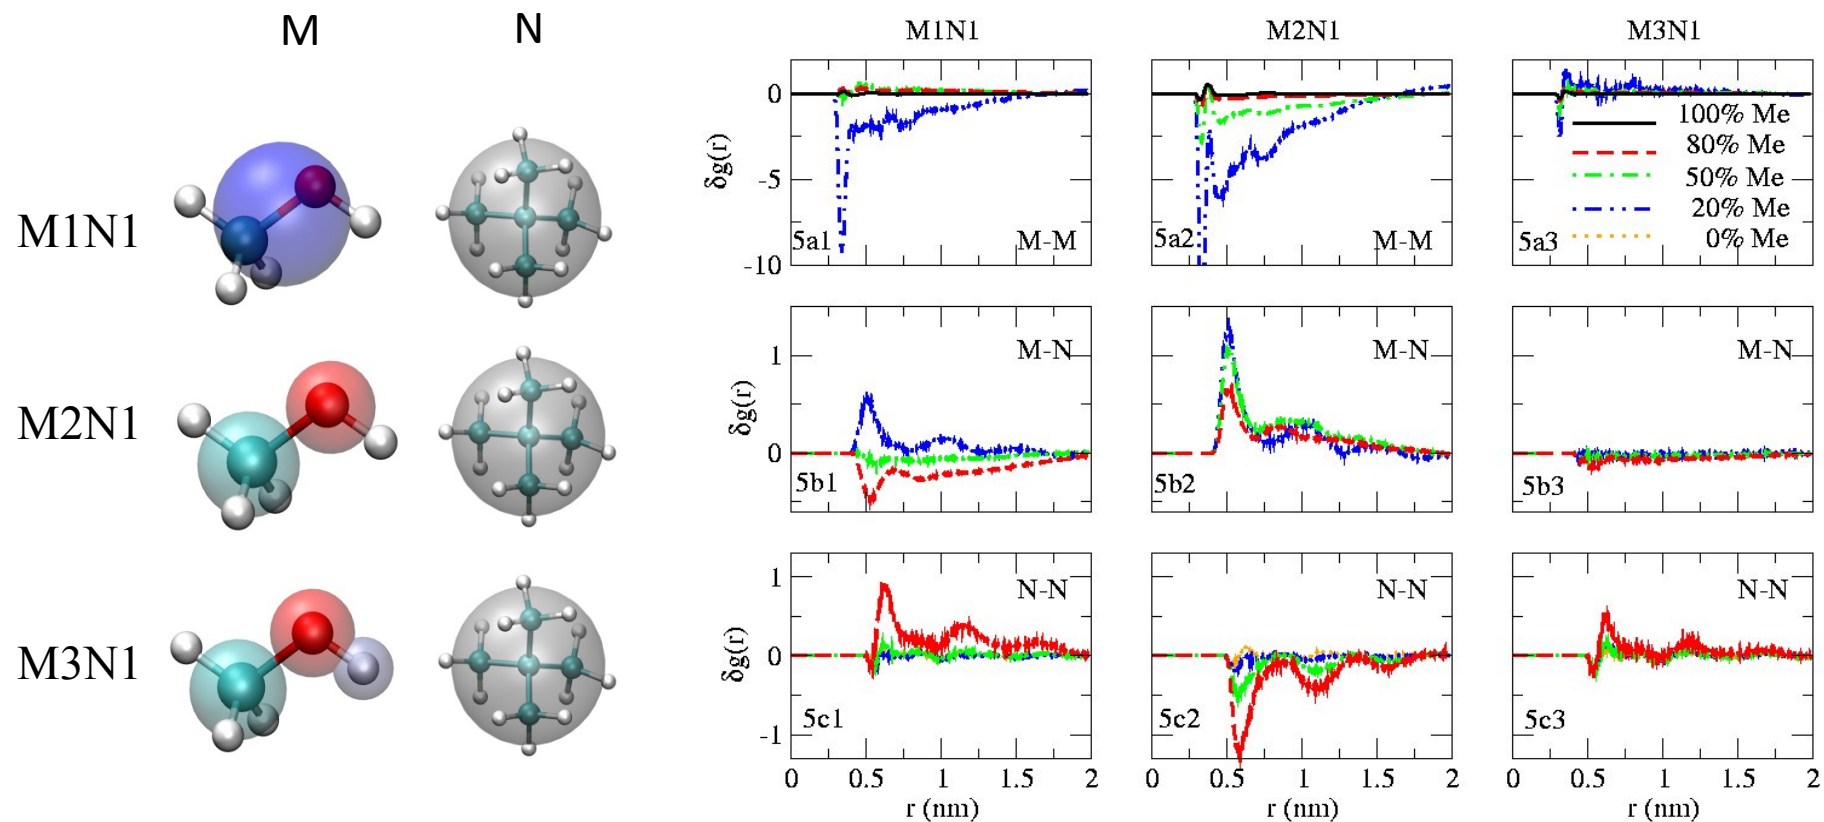 M N
M1N1
M2N1
M3N1
M1N1 M2N1 M3N1
δg(r)
0
-5
-10
5a1 M-M
5a2 M-M
5a3
100% Me
80% Me
50% Me
20% Me
0% Me
δg(r)
1
0
M-N
5b1
M-N
5b2
M-N
5b3
δg(r)
1
0
-1
N-N
5c1
N-N
5c2
N-N
5c3
0 0.5 1 1.5 2
0 0.5 1 1.5 2
0 0.5 1 1.5 2
r (nm) r (nm) r (nm)